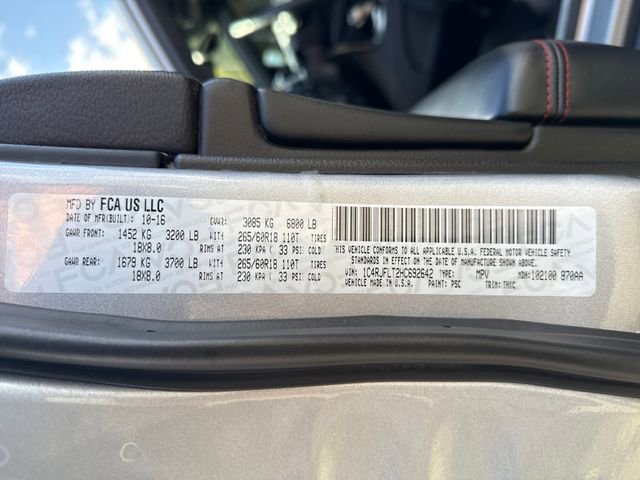 MFD BY FCA US LLC
DATE OF MFR(BUILT): 10-16 GVWR: 3085 KG 6800 LB
GAWR FRONT: 1452 KG 3200 LB WITH 265/60R18 110T TIRES
18X8.0 RIMS AT 230 KPA / 33 PSI COLD
GAWR REAR: 1679 KG 3700 LB WITH 265/60R18 110T TIRES
18X8.0 RIMS AT 230 KPA / 33 PSI COLD
THIS VEHICLE CONFORMS TO ALL APPLICABLE U.S.A. FEDERAL MOTOR VEHICLE SAFETY
STANDARDS IN EFFECT ON THE DATE OF MANUFACTURE SHOWN ABOVE.
VIN: 1C4RJFLT2HC692642 TYPE: MPV MDH: 102100 870AA
VEHICLE MADE IN U.S.A. PAINT: PSC TRIM: